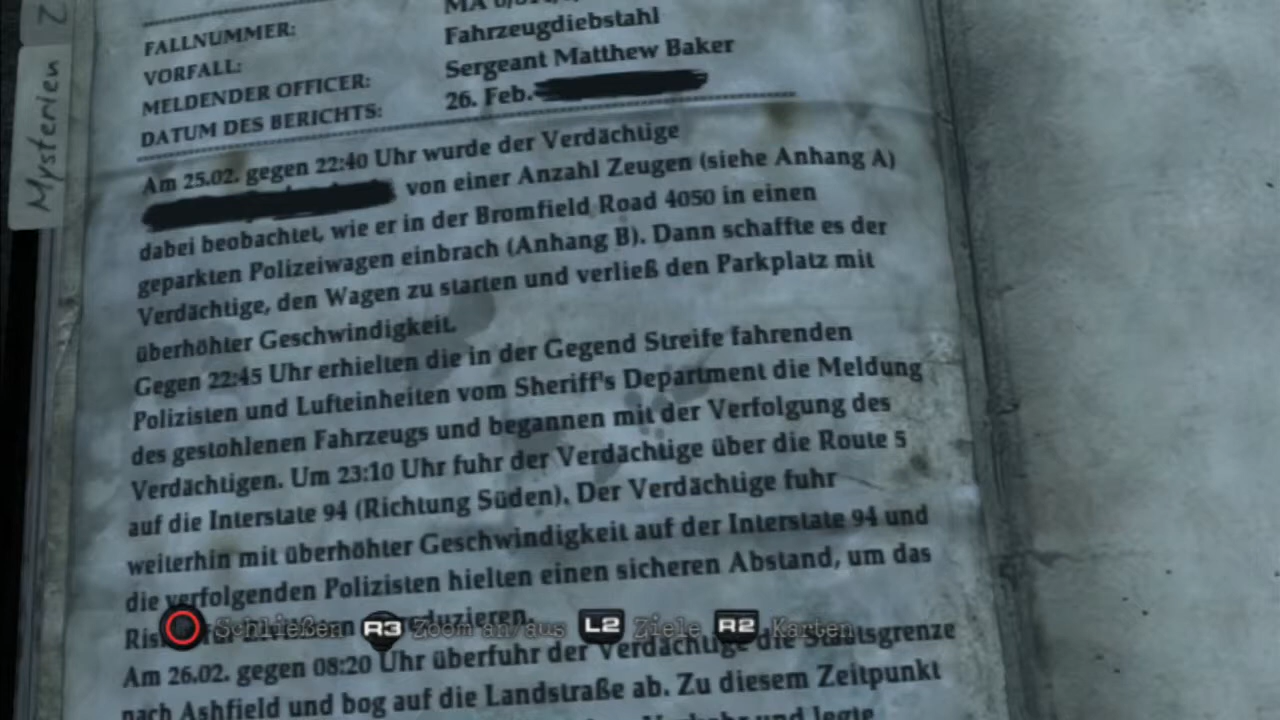 Mysterien
Z
FALLNUMMER:
VORFALL: Fahrzeugdiebstahl
MELDENDER OFFICER: Sergeant Matthew Baker
DATUM DES BERICHTS: 26. Feb.
Am 25.02. gegen 22:40 Uhr wurde der Verdächtige
von einer Anzahl Zeugen (siehe Anhang A)
dabei beobachtet, wie er in der Bromfield Road 4050 in einen
geparkten Polizeiwagen einbrach (Anhang B). Dann schaffte es der
Verdächtige, den Wagen zu starten und verließ den Parkplatz mit
überhöhter Geschwindigkeit.
Gegen 22:45 Uhr erhielten die in der Gegend Streife fahrenden
Polizisten und Lufteinheiten vom Sheriff's Department die Meldung
des gestohlenen Fahrzeugs und begannen mit der Verfolgung des
Verdächtigen. Um 23:10 Uhr fuhr der Verdächtige über die Route 5
auf die Interstate 94 (Richtung Süden). Der Verdächtige fuhr
weiterhin mit überhöhter Geschwindigkeit auf der Interstate 94 und
die verfolgenden Polizisten hielten einen sicheren Abstand, um das
Schließen R3 Zoom an/aus L2 Ziele R2 Karten
Am 26.02. gegen 08:20 Uhr überfuhr der Verdächtige die Staatsgrenze
nach Ashfield und bog auf die Landstraße ab. Zu diesem Zeitpunkt
und legte